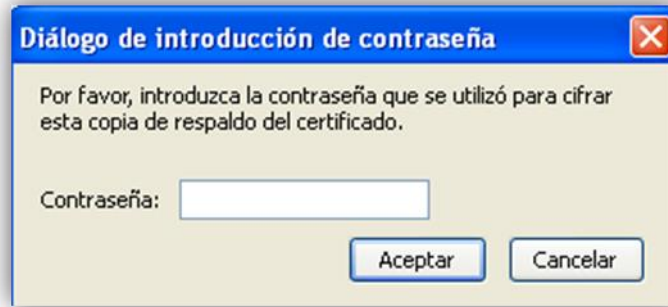 Diálogo de introducción de contraseña
Por favor, introduzca la contraseña que se utilizó para cifrar
esta copia de respaldo del certificado.
Contraseña:
Aceptar Cancelar